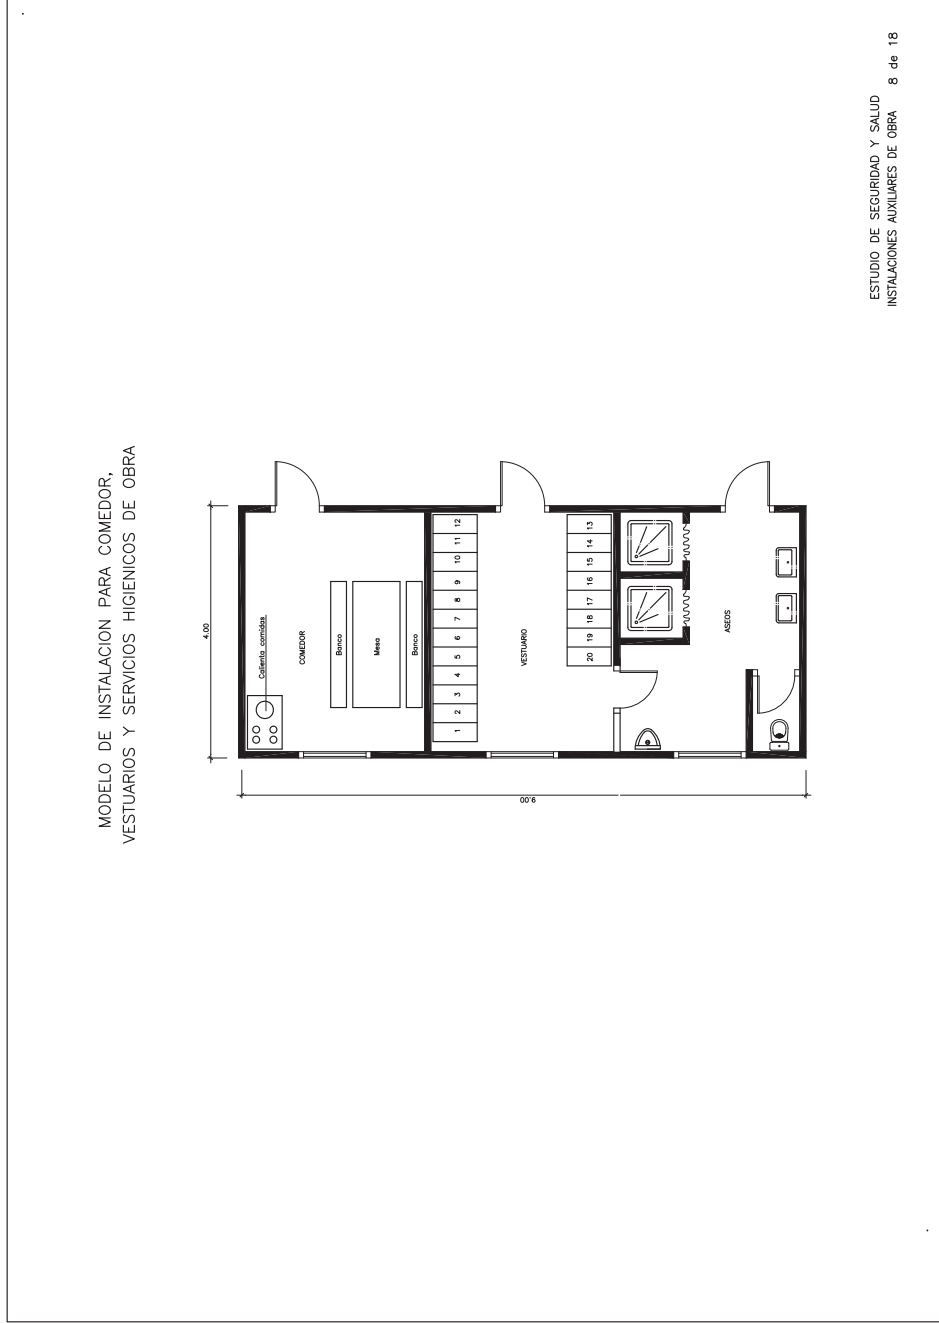 MODELO DE INSTALACION PARA COMEDOR,
VESTUARIOS Y SERVICIOS HIGIENICOS DE OBRA
4.00
9.00
Calienta comidas
COMEDOR
Banco
Mesa
Banco
1 2 3 4 5 6 7 8 9 10 11 12
VESTUARIO
20 19 18 17 16 15 14 13
ASEOS
ESTUDIO DE SEGURIDAD Y SALUD
INSTALACIONES AUXILIARES DE OBRA 8 de 18